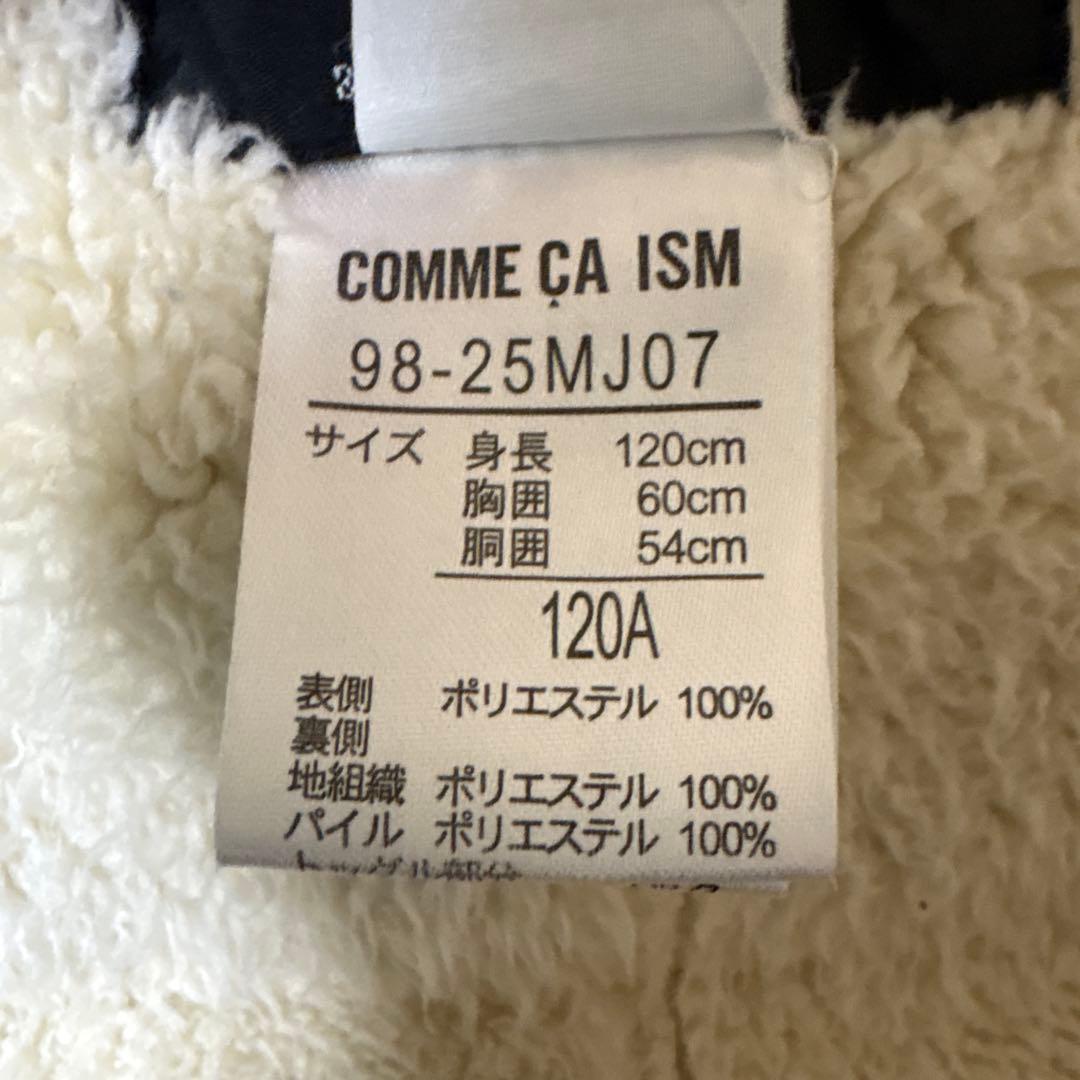 COMME ÇA ISM
98-25MJ07
サイズ 身長 120cm
胸囲 60cm
胴囲 54cm
120A
表側 ポリエステル 100%
裏側
地組織 ポリエステル 100%
パイル ポリエステル 100%